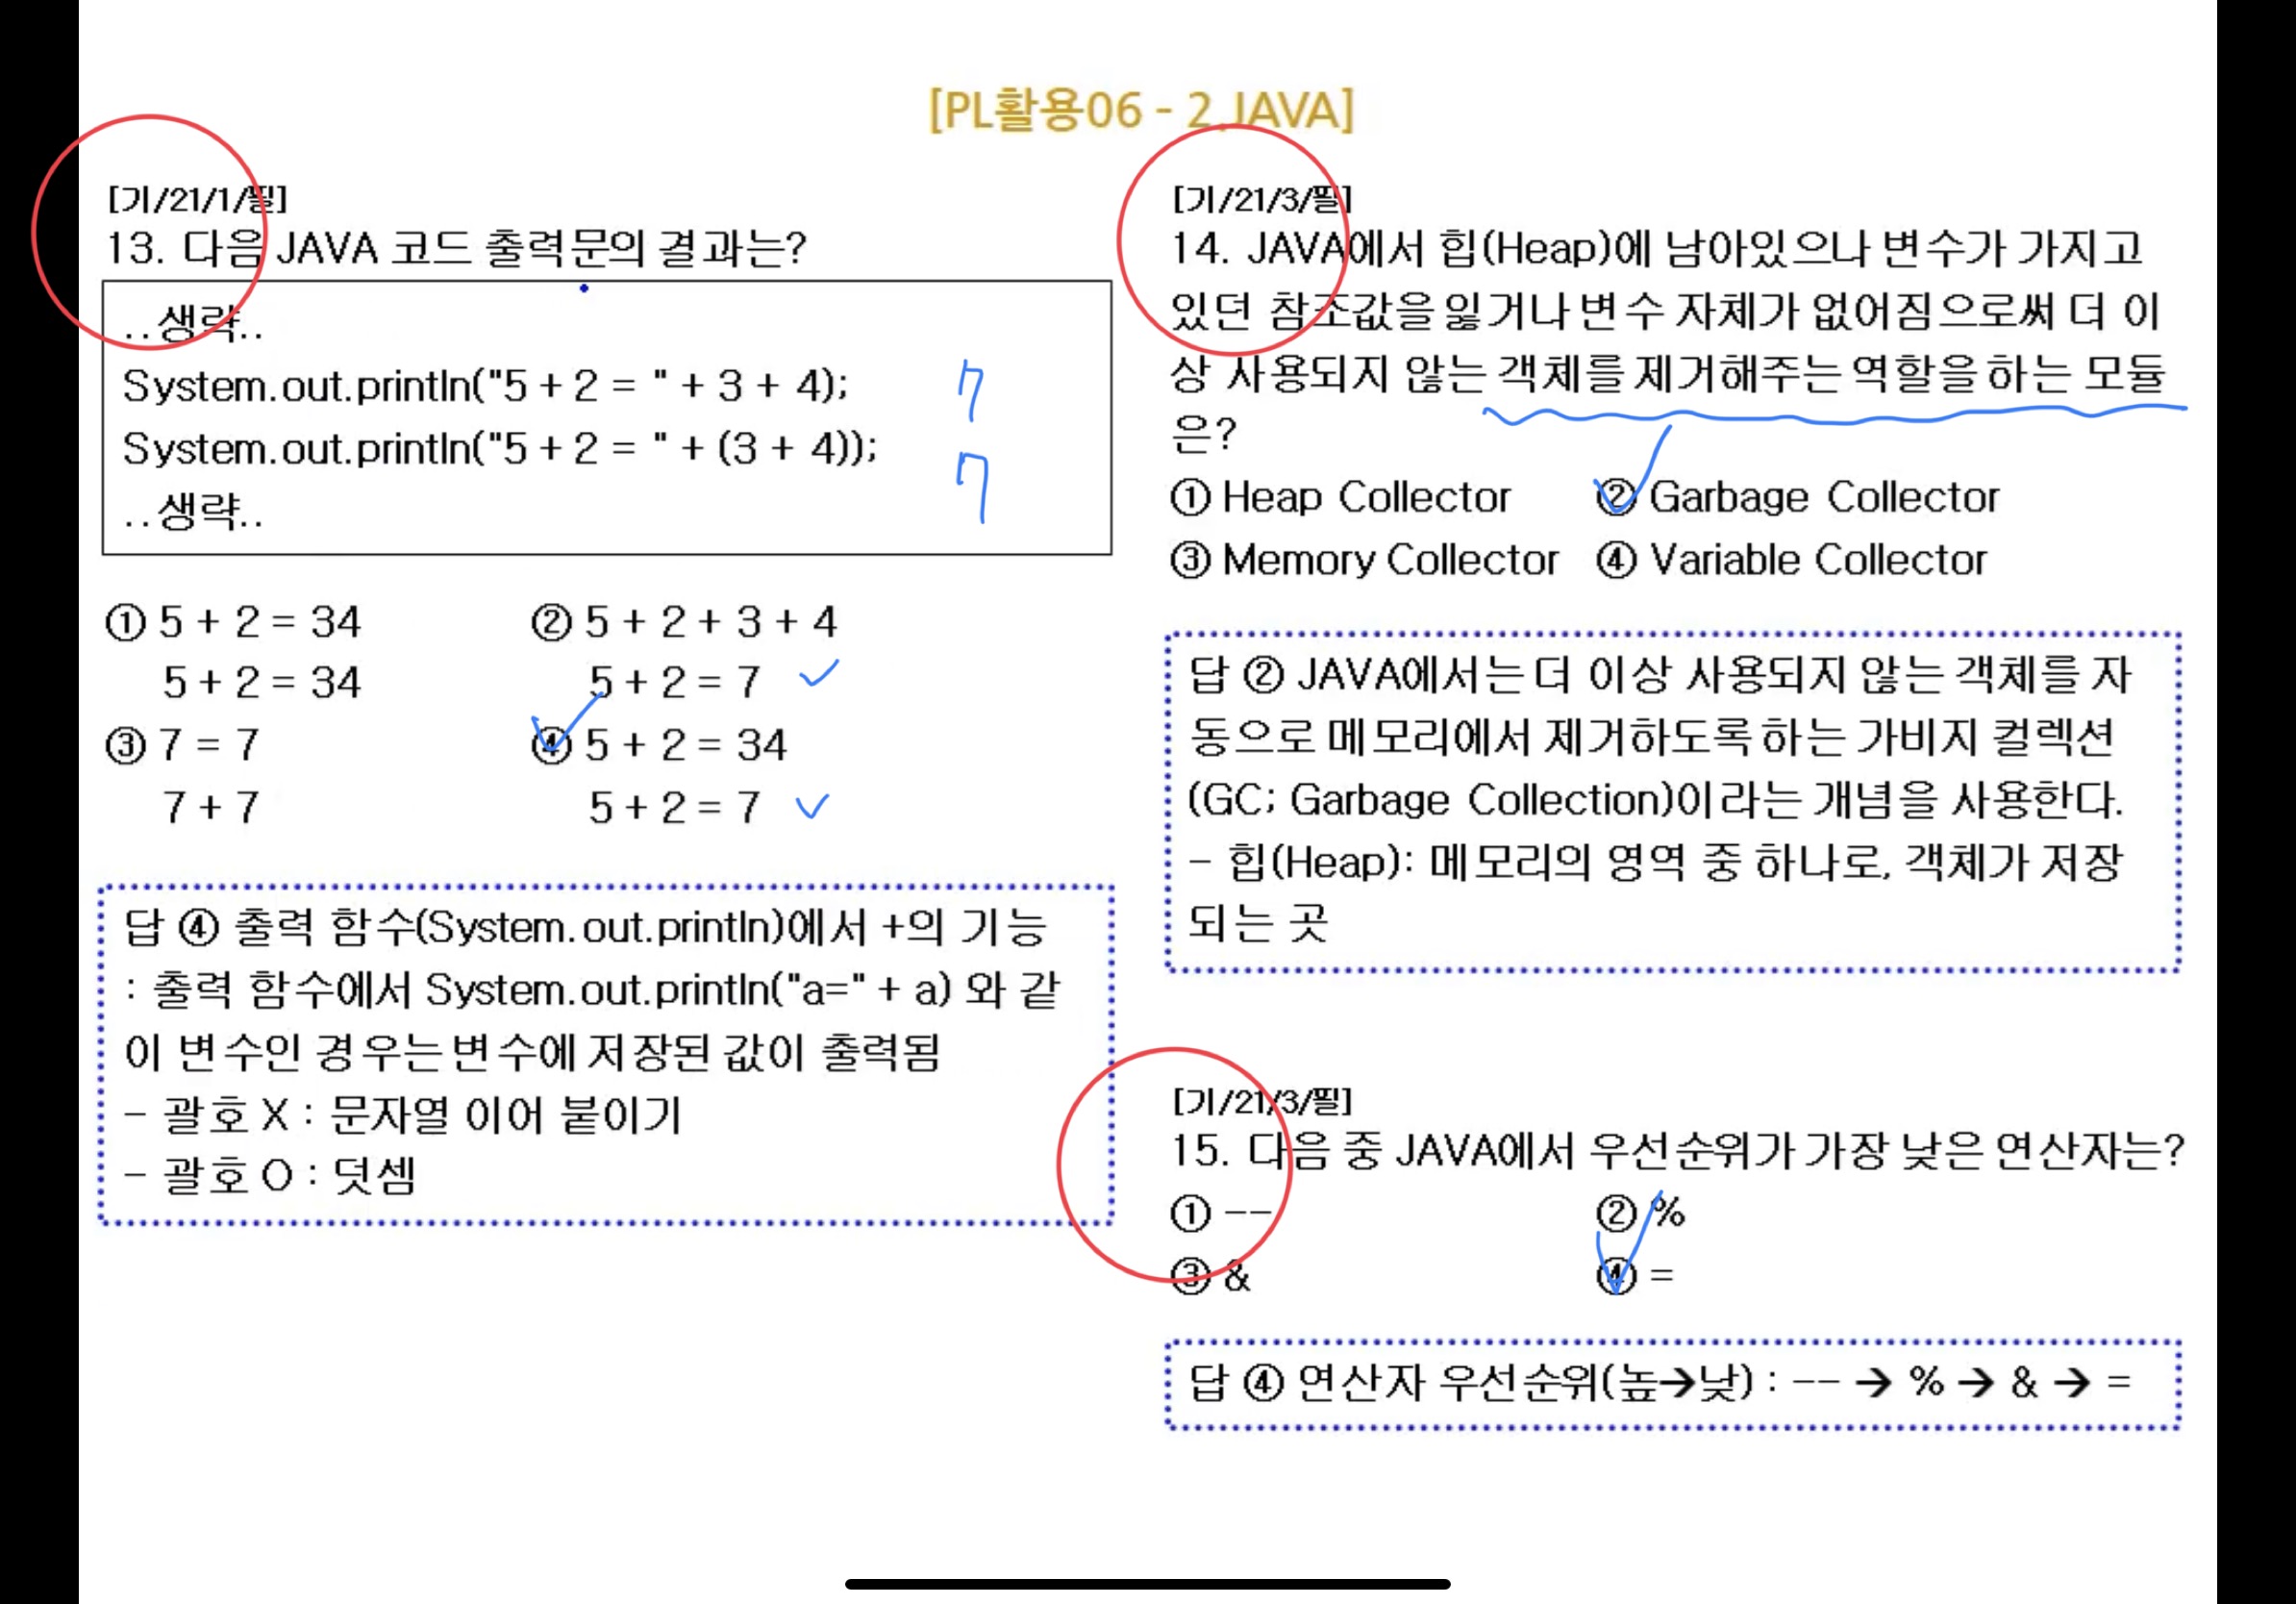 [PL활용06 - 2 JAVA]
[기/21/1/필]
13. 다음 JAVA 코드 출력문의 결과는?
..생략..
System.out.println("5 + 2 = " + 3 + 4);
7
System.out.println("5 + 2 = " + (3 + 4));
7
..생략..
① 5 + 2 = 34
5 + 2 = 34
② 5 + 2 + 3 + 4
5 + 2 = 7
③ 7 = 7
7 + 7
④ 5 + 2 = 34
5 + 2 = 7
답 ④ 출력 함수(System.out.println)에서 +의 기능
: 출력 함수에서 System.out.println("a=" + a) 와 같
이 변수인 경우는 변수에 저장된 값이 출력됨
- 괄호 X : 문자열 이어 붙이기
- 괄호 O : 덧셈
[기/21/3/필]
14. JAVA에서 힙(Heap)에 남아있으나 변수가 가지고
있던 참조값을 잃거나 변수 자체가 없어짐으로써 더 이
상 사용되지 않는 객체를 제거해주는 역할을 하는 모듈
은?
① Heap Collector ② Garbage Collector
③ Memory Collector ④ Variable Collector
답 ② JAVA에서는 더 이상 사용되지 않는 객체를 자
동으로 메모리에서 제거하도록 하는 가비지 컬렉션
(GC; Garbage Collection)이라는 개념을 사용한다.
- 힙(Heap): 메모리의 영역 중 하나로, 객체가 저장
되는 곳
[기/21/3/필]
15. 다음 중 JAVA에서 우선순위가 가장 낮은 연산자는?
① -- ② %
③ & ④ =
답 ④ 연산자 우선순위(높→낮) : -- → % → & → =